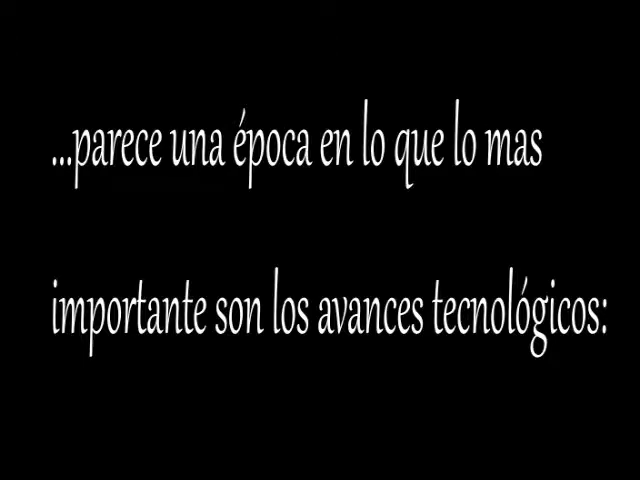 ...parece una época en lo que lo mas
importante son los avances tecnológicos: